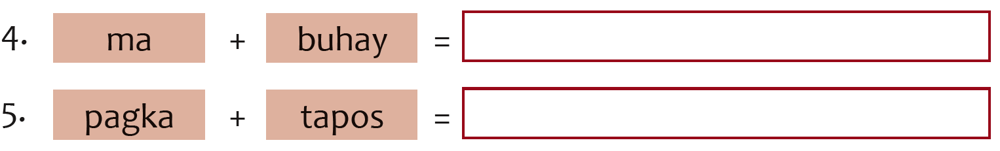 4. ma + buhay =
5. pagka + tapos =